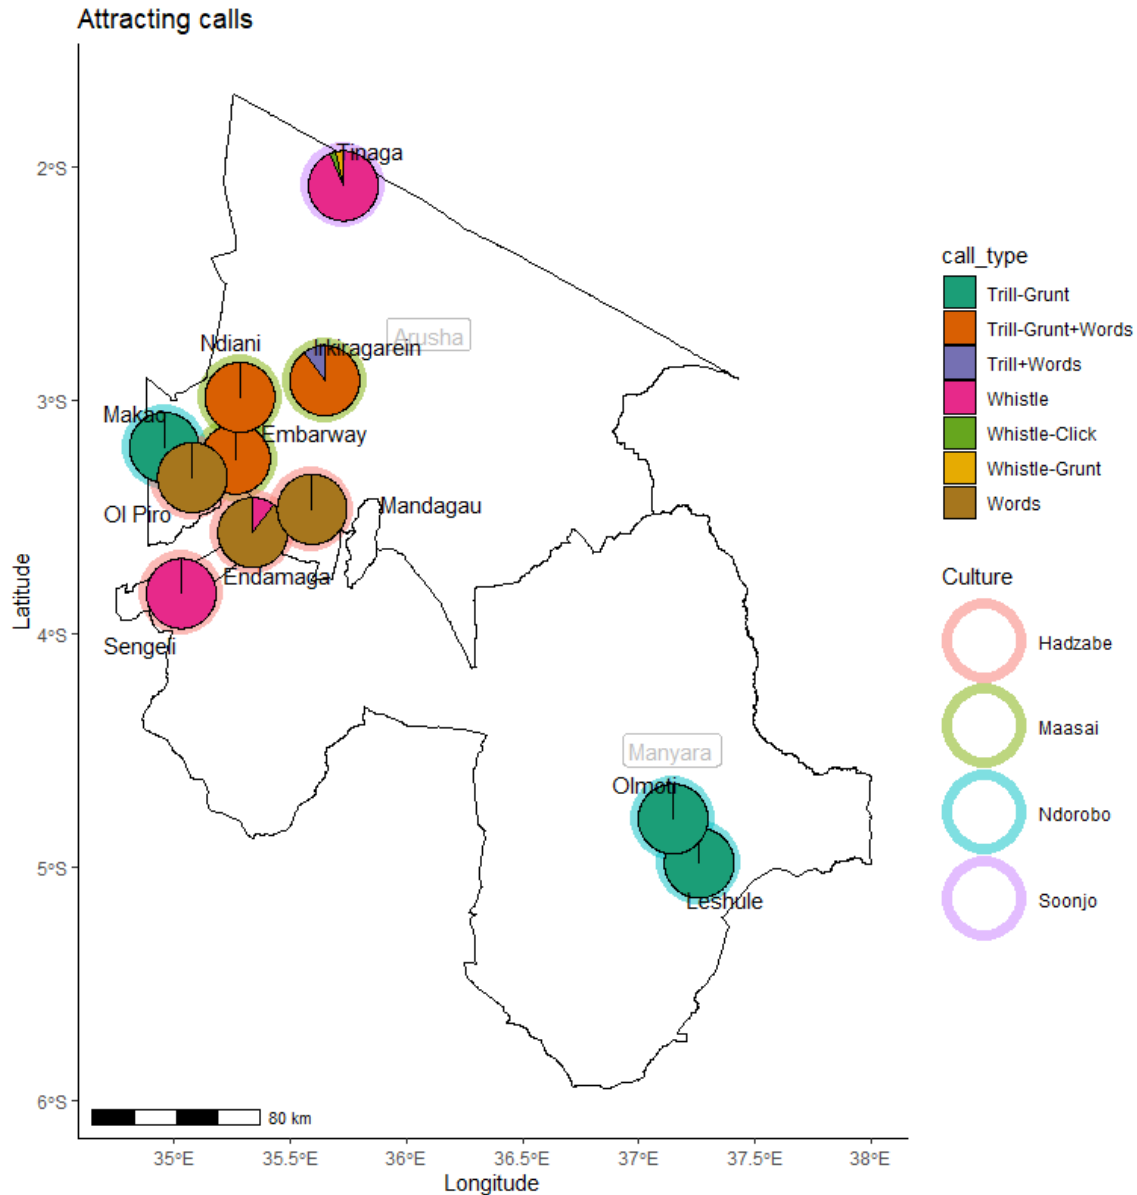 Attracting calls
Tinaga
2°S
Arusha
Ndiani
Irkiragarein
3°S
Makao
Embarway
Ol Piro
Mandagau
Endamaga
Latitude
4°S
Sengeli
Manyara
Olmoti
5°S
Leshule
6°S
80 km
35°E
35.5°E
36°E
36.5°E
37°E
37.5°E
38°E
Longitude
call_type
Trill-Grunt
Trill-Grunt+Words
Trill+Words
Whistle
Whistle-Click
Whistle-Grunt
Words
Culture
Hadzabe
Maasai
Ndorobo
Soonjo